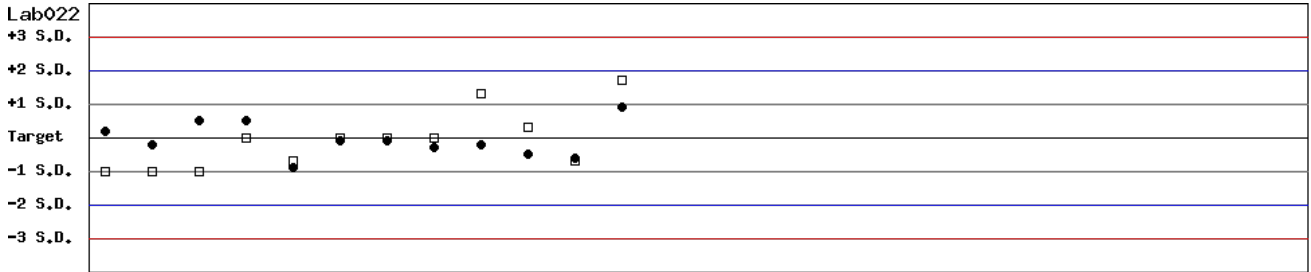 Lab022
+3 S.D.
+2 S.D.
+1 S.D.
Target
-1 S.D.
-2 S.D.
-3 S.D.